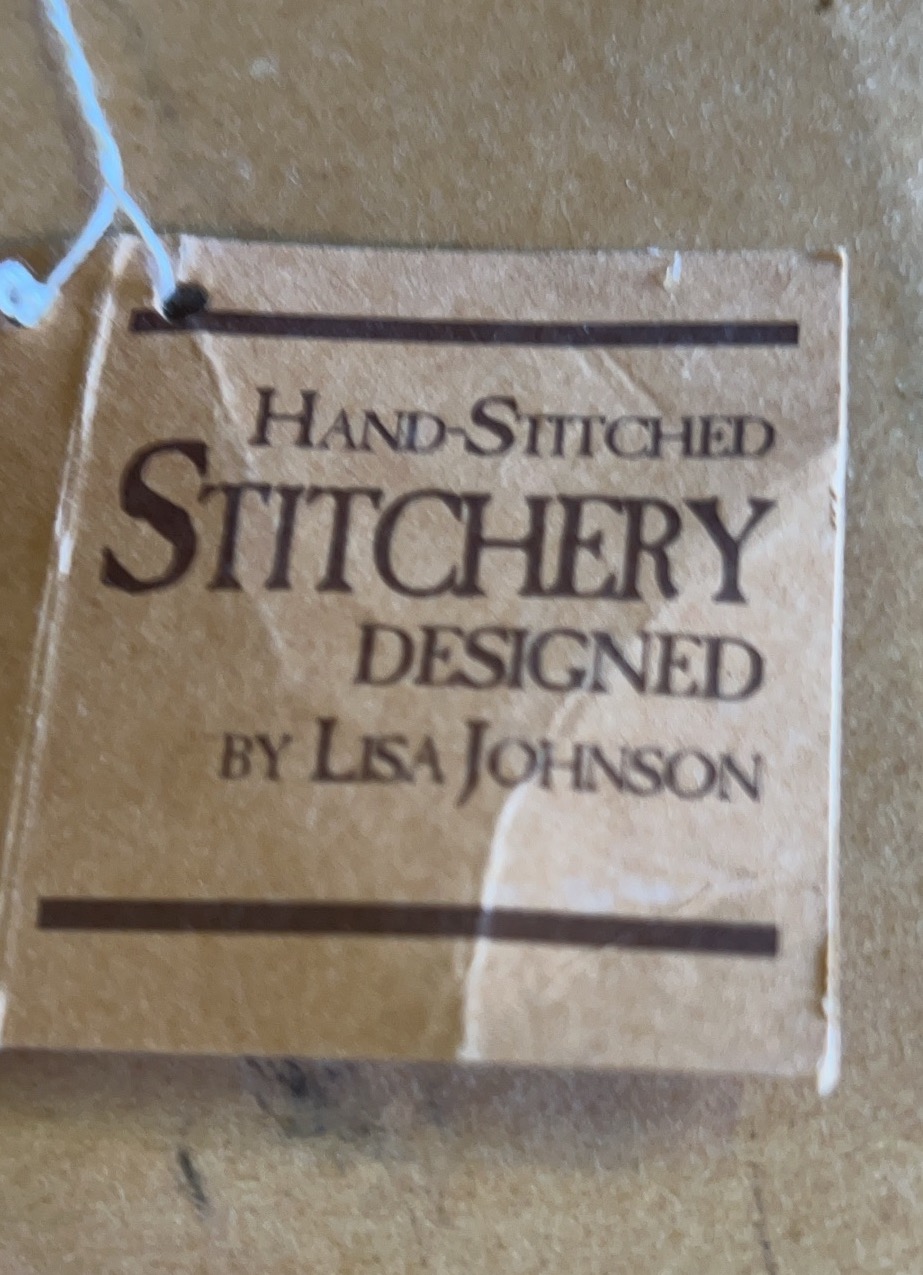 HAND-STITCHED
STITCHERY
DESIGNED
BY LISA JOHNSON